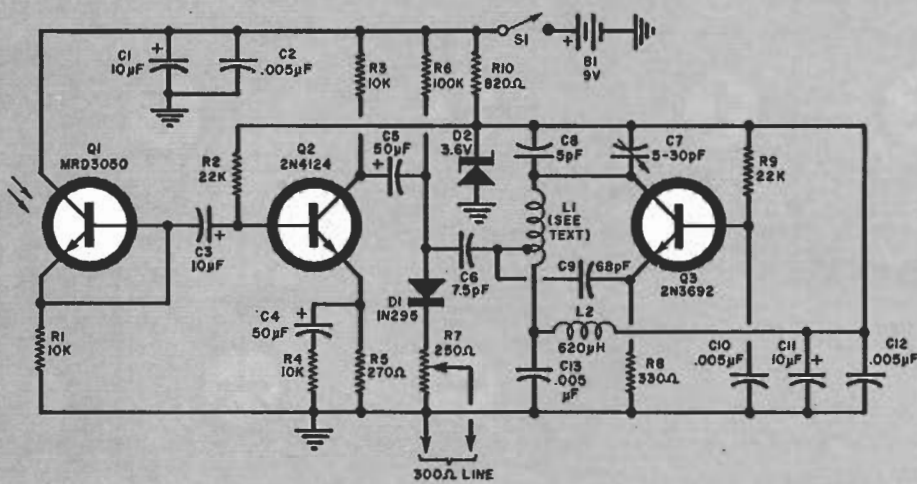 S1
B1
9V
C1
10µF
C2
.005µF
R3
10K
R6
100K
R10
820Ω
Q1
MRD3050
R2
22K
Q2
2N4124
C5
50µF
D2
3.6V
C8
5pF
C7
5-30pF
R9
22K
L1
(SEE
TEXT)
C3
10µF
C6
7.5pF
C9
68pF
Q3
2N3692
R1
10K
C4
50µF
R4
10K
R5
270Ω
D1
1N295
R7
250Ω
L2
620µH
C13
.005
µF
R8
330Ω
C10
.005µF
C11
10µF
C12
.005µF
300Ω LINE